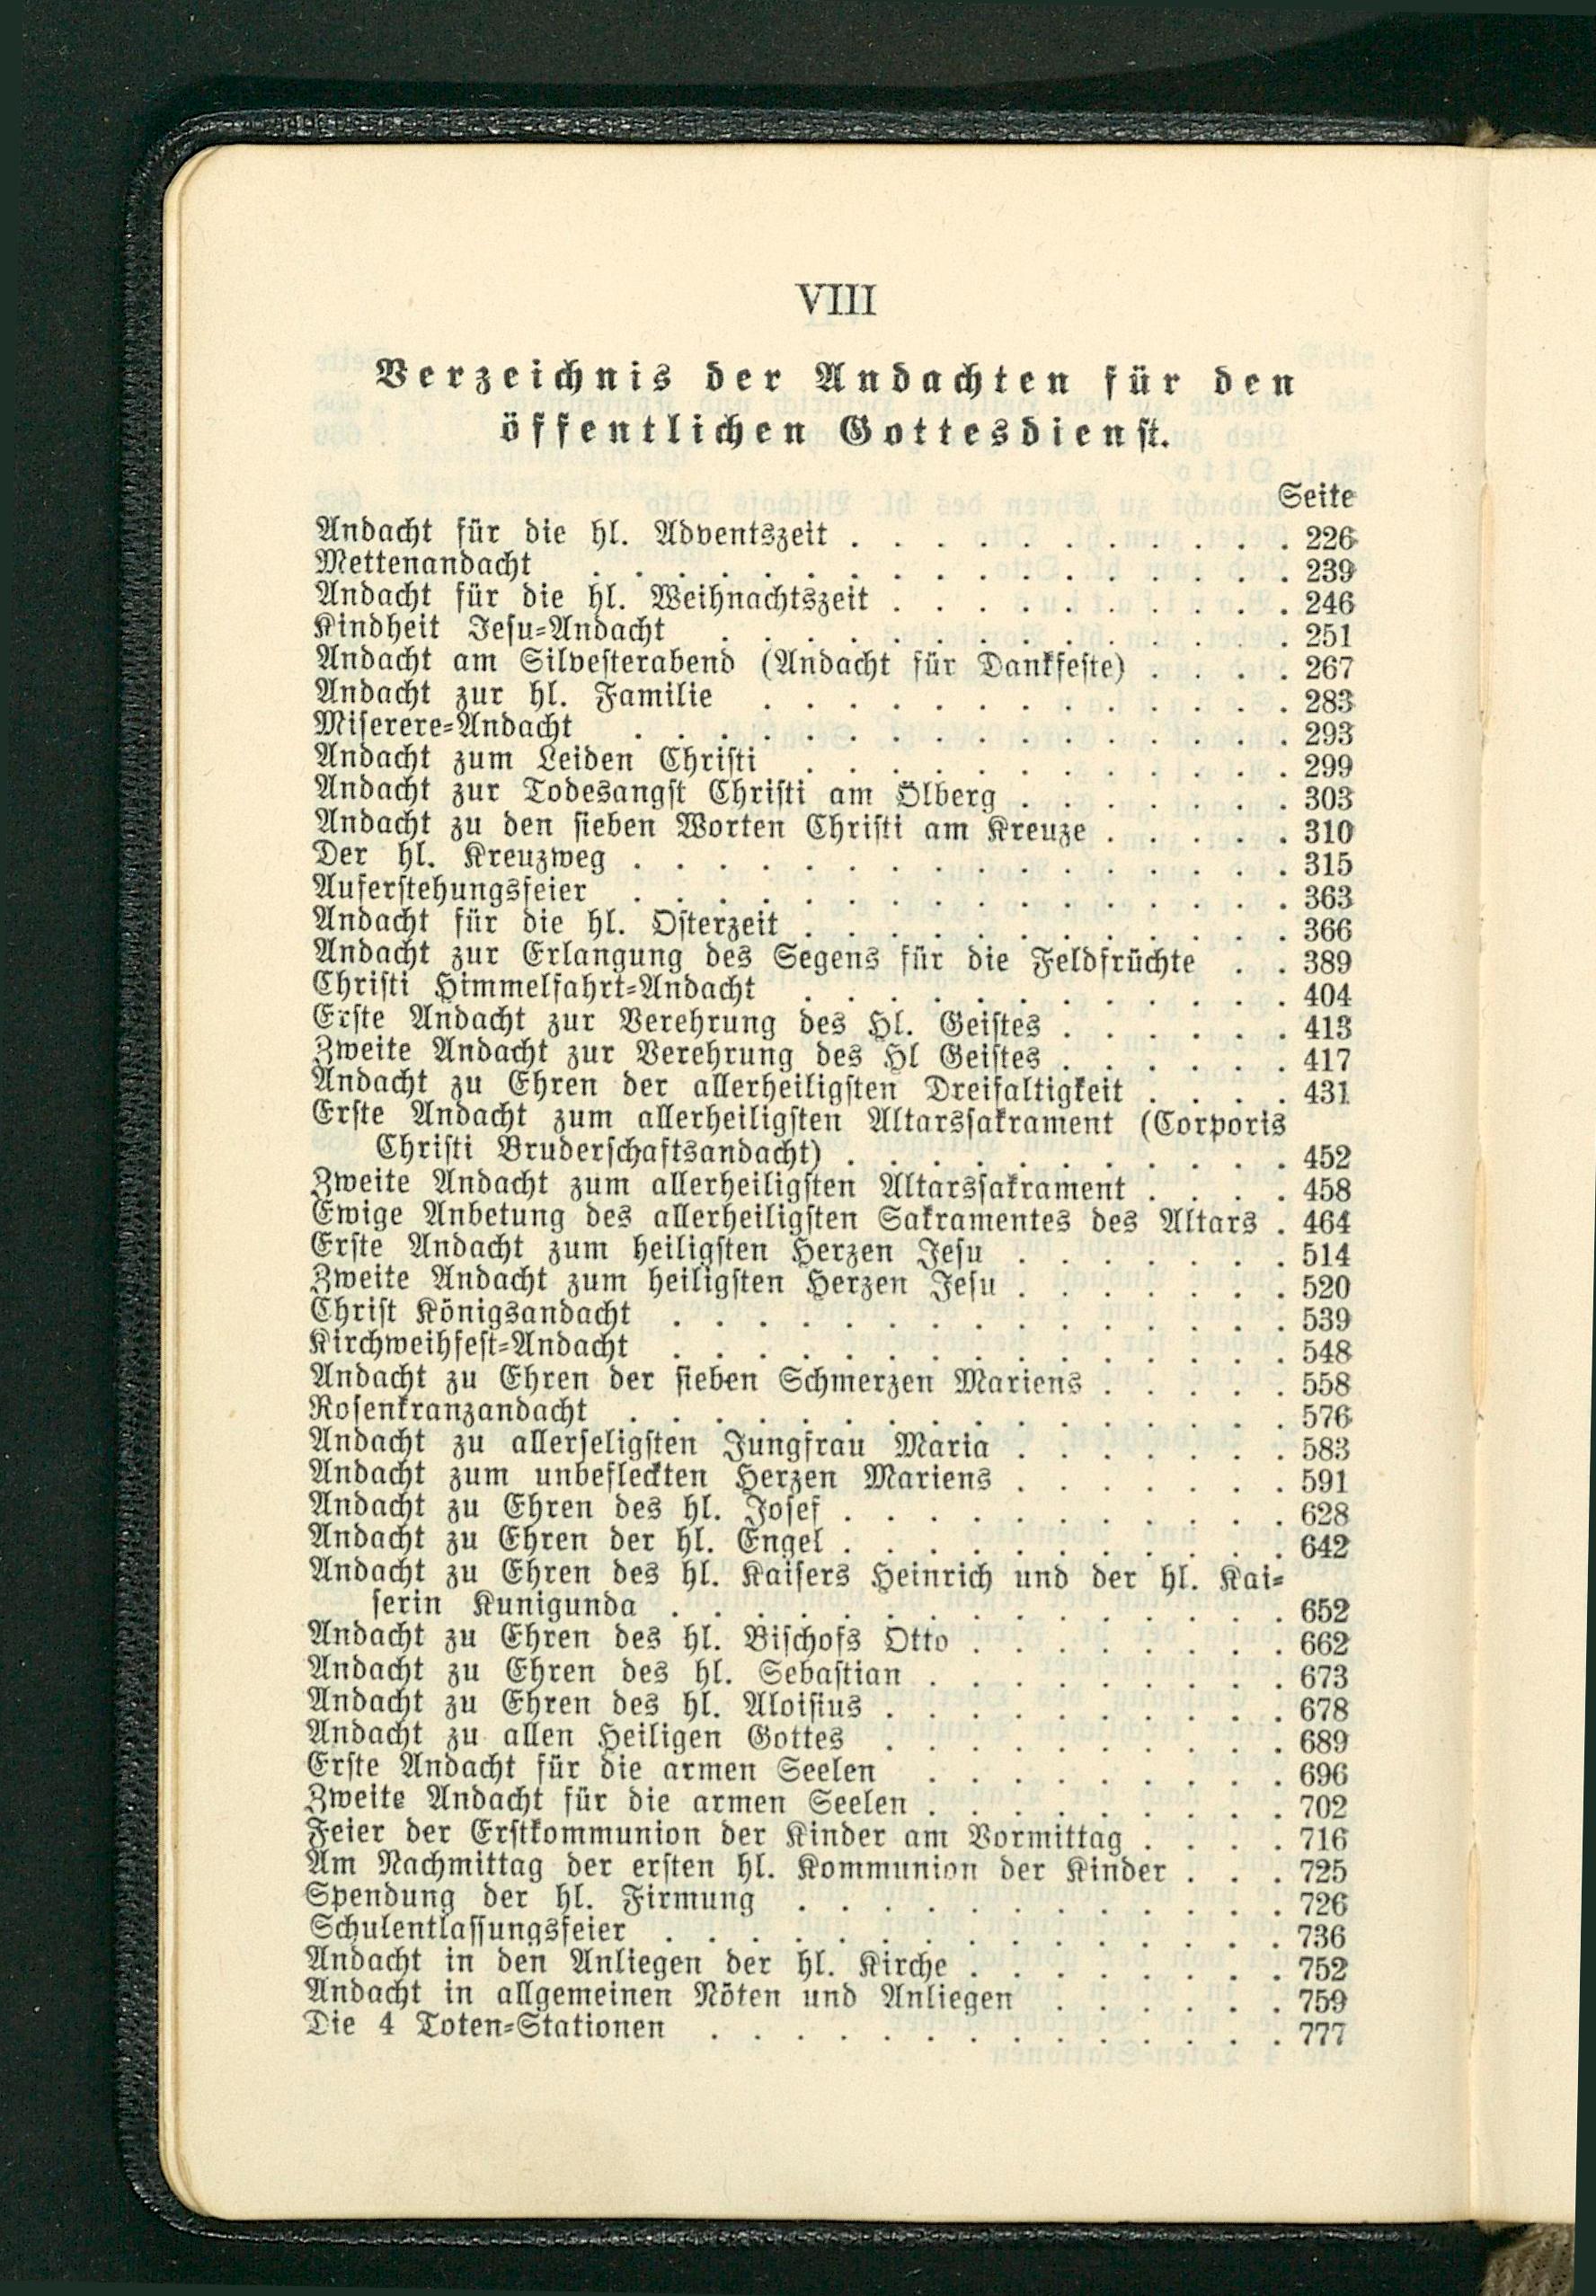 VIII
Verzeichnis der Andachten für den
öffentlichen Gottesdienst.
Seite
Andacht für die hl. Adventszeit . . . . . . . . . . . 226
Mettenandacht . . . . . . . . . . . . . . . . . 239
Andacht für die hl. Weihnachtszeit . . . . . . . . . . 246
Kindheit Jesu-Andacht . . . . . . . . . . . . . . 251
Andacht am Silvesterabend (Andacht für Dankfeste) . . . . 267
Andacht zur hl. Familie . . . . . . . . . . . . . 283
Miserere-Andacht . . . . . . . . . . . . . . . . 293
Andacht zum Leiden Christi . . . . . . . . . . . . 299
Andacht zur Todesangst Christi am Ölberg . . . . . . . 303
Andacht zu den sieben Worten Christi am Kreuze . . . . . 310
Der hl. Kreuzweg . . . . . . . . . . . . . . . . 315
Auferstehungsfeier . . . . . . . . . . . . . . . . 363
Andacht für die hl. Osterzeit . . . . . . . . . . . . 366
Andacht zur Erlangung des Segens für die Feldfrüchte . . 389
Christi Himmelfahrt-Andacht . . . . . . . . . . . . 404
Erste Andacht zur Verehrung des Hl. Geistes . . . . . . 413
Zweite Andacht zur Verehrung des Hl Geistes . . . . . . 417
Andacht zu Ehren der allerheiligsten Dreifaltigkeit . . . . 431
Erste Andacht zum allerheiligsten Altarssakrament (Corporis
Christi Bruderschaftsandacht) . . . . . . . . . . . 452
Zweite Andacht zum allerheiligsten Altarssakrament . . . . 458
Ewige Anbetung des allerheiligsten Sakramentes des Altars . 464
Erste Andacht zum heiligsten Herzen Jesu . . . . . . . 514
Zweite Andacht zum heiligsten Herzen Jesu . . . . . . . 520
Christ Königsandacht . . . . . . . . . . . . . . . 539
Kirchweihfest-Andacht . . . . . . . . . . . . . . . 548
Andacht zu Ehren der sieben Schmerzen Mariens . . . . . 558
Rosenkranzandacht . . . . . . . . . . . . . . . . 576
Andacht zu allerseligsten Jungfrau Maria . . . . . . . 583
Andacht zum unbefleckten Herzen Mariens . . . . . . . 591
Andacht zu Ehren des hl. Josef . . . . . . . . . . . 628
Andacht zu Ehren der hl. Engel . . . . . . . . . . . 642
Andacht zu Ehren des hl. Kaisers Heinrich und der hl. Kai-
serin Kunigunda . . . . . . . . . . . . . . . 652
Andacht zu Ehren des hl. Bischofs Otto . . . . . . . . 662
Andacht zu Ehren des hl. Sebastian . . . . . . . . . 673
Andacht zu Ehren des hl. Aloisius . . . . . . . . . . 678
Andacht zu allen Heiligen Gottes . . . . . . . . . . 689
Erste Andacht für die armen Seelen . . . . . . . . . 696
Zweite Andacht für die armen Seelen . . . . . . . . . 702
Feier der Erstkommunion der Kinder am Vormittag . . . . 716
Am Nachmittag der ersten hl. Kommunion der Kinder . . . 725
Spendung der hl. Firmung . . . . . . . . . . . . 726
Schulentlassungsfeier . . . . . . . . . . . . . . . 736
Andacht in den Anliegen der hl. Kirche . . . . . . . . 752
Andacht in allgemeinen Nöten und Anliegen . . . . . . 759
Die 4 Toten-Stationen . . . . . . . . . . . . . . 777